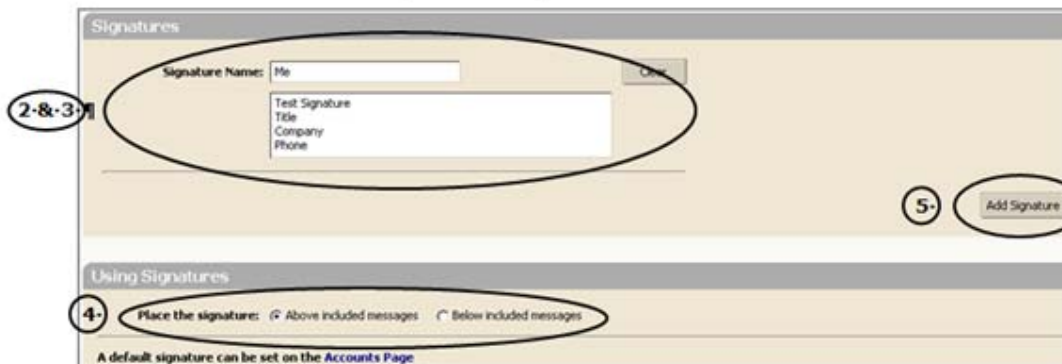 Signatures
Signature Name: Me Clear
2·&·3·¶
Test Signature
Title
Company
Phone
5· Add Signature
Using Signatures
4· Place the signature: Above included messages Below included messages
A default signature can be set on the Accounts Page